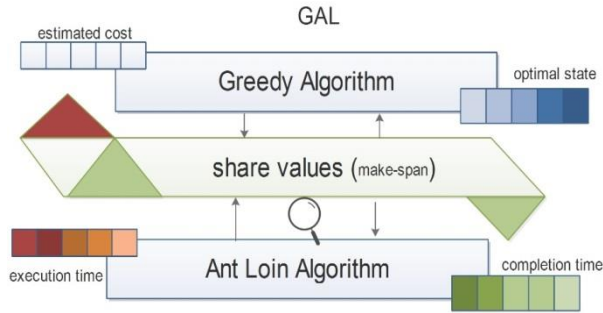 GAL
estimated cost
Greedy Algorithm
optimal state
share values (make-span)
execution time
Ant Loin Algorithm
completion time